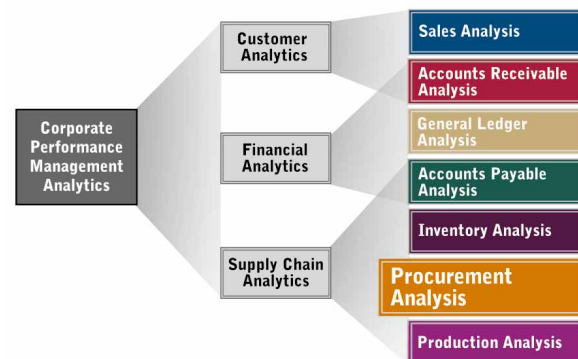 Corporate
Performance
Management
Analytics
Customer
Analytics
Financial
Analytics
Supply Chain
Analytics
Sales Analysis
Accounts Receivable
Analysis
General Ledger
Analysis
Accounts Payable
Analysis
Inventory Analysis
Procurement
Analysis
Production Analysis